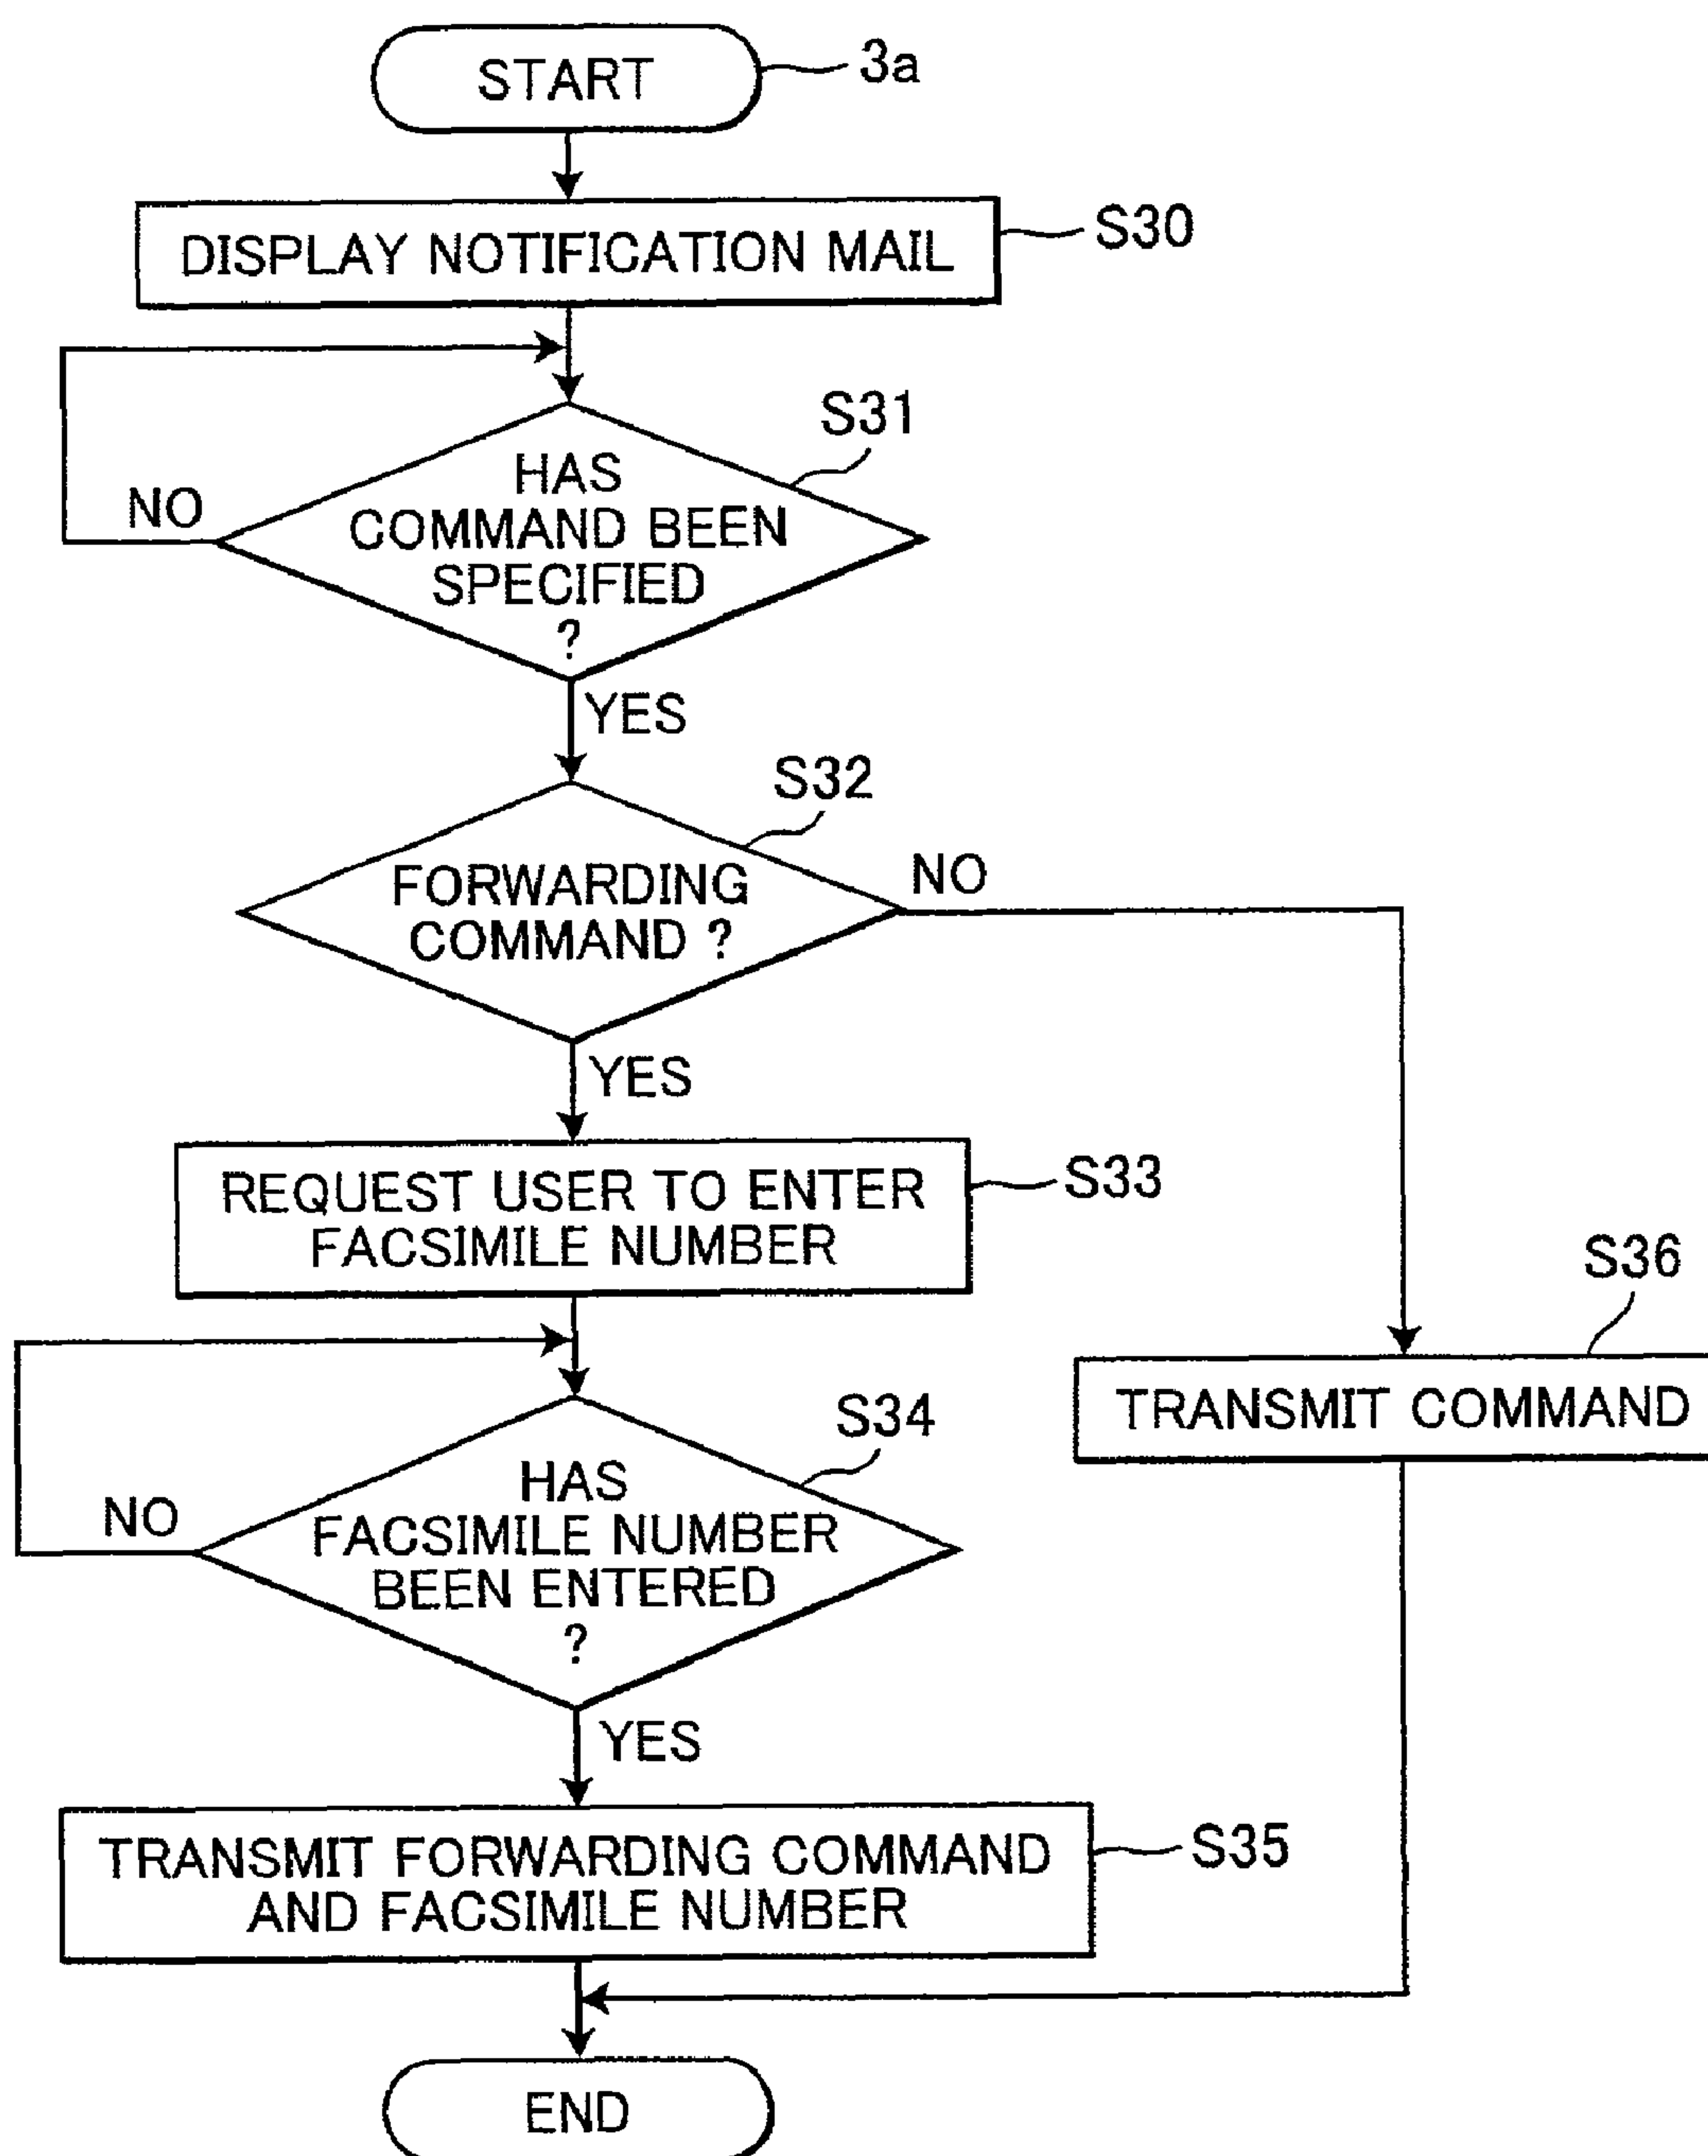 START
3a
DISPLAY NOTIFICATION MAIL
S30
S31
HAS
COMMAND BEEN
SPECIFIED
?
NO
YES
S32
FORWARDING
COMMAND ?
NO
YES
REQUEST USER TO ENTER
FACSIMILE NUMBER
S33
S36
TRANSMIT COMMAND
S34
HAS
FACSIMILE NUMBER
BEEN ENTERED
?
NO
YES
TRANSMIT FORWARDING COMMAND
AND FACSIMILE NUMBER
S35
END